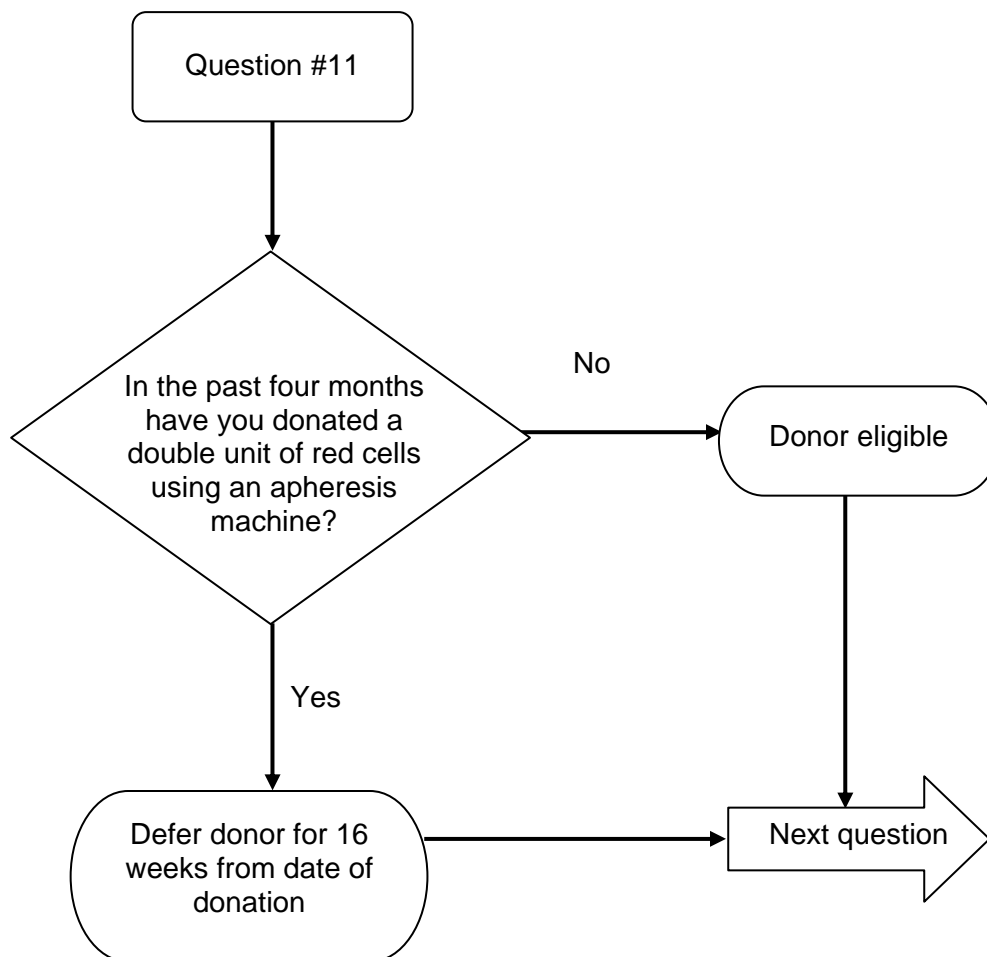 Question #11
In the past four months
have you donated a
double unit of red cells
using an apheresis
machine?
No
Donor eligible
Yes
Defer donor for 16
weeks from date of
donation
Next question